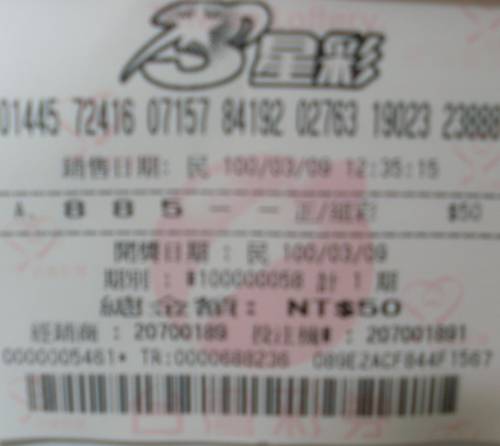 3星彩
01445 72416 07157 84192 02763 19023 23888
銷售日期: 民 100/03/09 12:35:15
A. 8 8 5 - - 正/組彩 $50
開獎日期 : 民 100/03/09
期別 : #100000058 計 1 期
總金額: NT$50
經銷商 : 20700189 投注機# : 207001891
0000005461* TR:0000688236 089E2ACF844F1567